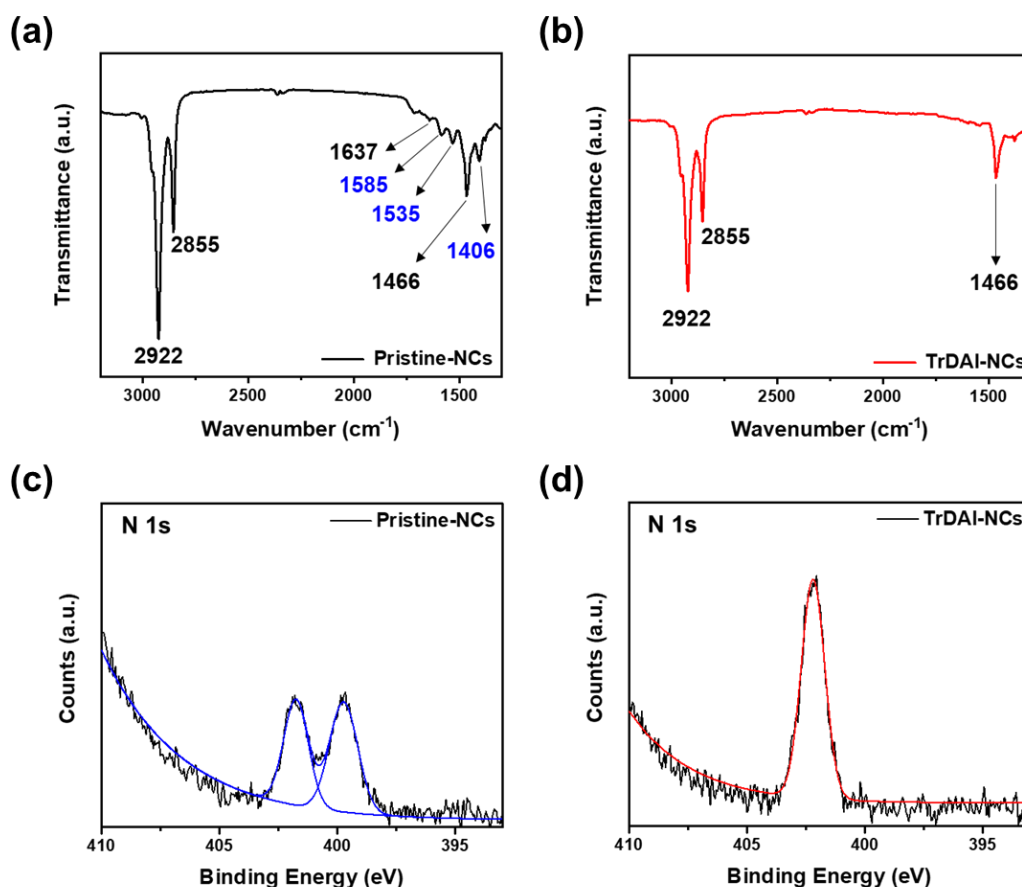 (a)
Transmittance (a.u.)
1637
1585
1535
2855
1466
1406
2922
Pristine-NCs
3000
2500
2000
1500
Wavenumber (cm⁻¹)
(b)
Transmittance (a.u.)
2855
1466
2922
TrDAI-NCs
3000
2500
2000
1500
Wavenumber (cm⁻¹)
(c)
N 1s
Pristine-NCs
Counts (a.u.)
410
405
400
395
Binding Energy (eV)
(d)
N 1s
TrDAI-NCs
Counts (a.u.)
410
405
400
395
Binding Energy (eV)